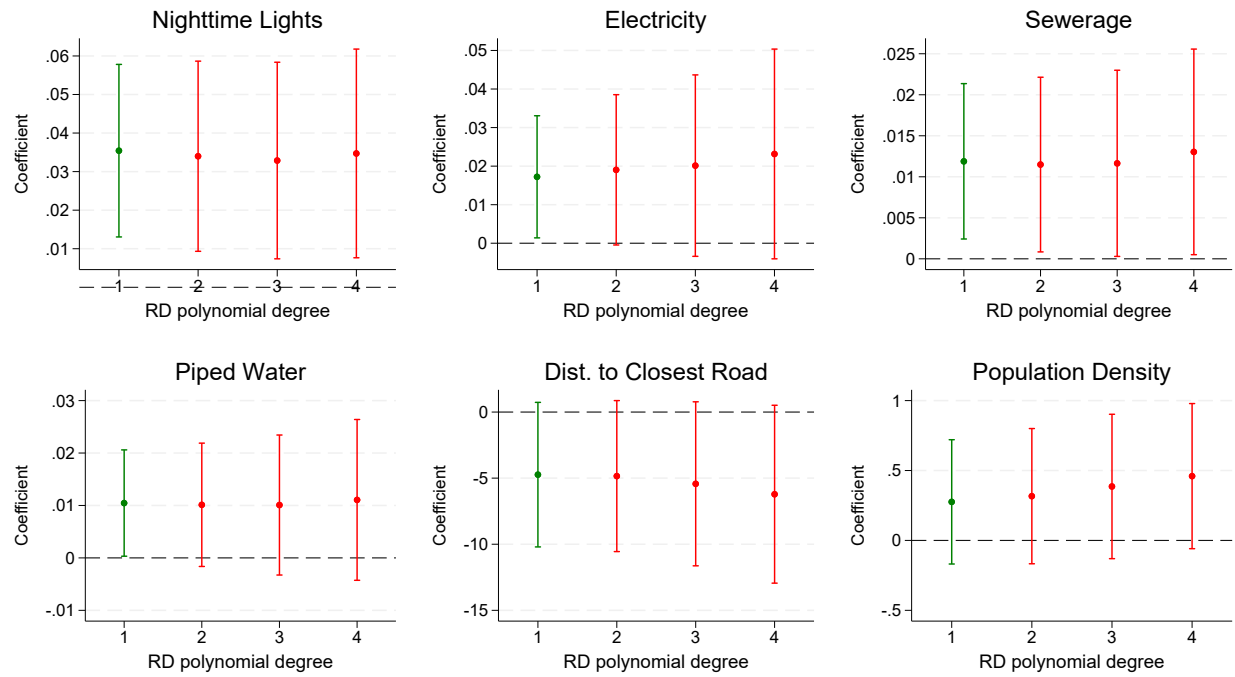 Nighttime Lights
Coefficient
.06
.05
.04
.03
.02
.01
1 2 3 4
RD polynomial degree
Electricity
Coefficient
.05
.04
.03
.02
.01
0
1 2 3 4
RD polynomial degree
Sewerage
Coefficient
.025
.02
.015
.01
.005
0
1 2 3 4
RD polynomial degree
Piped Water
Coefficient
.03
.02
.01
0
-.01
1 2 3 4
RD polynomial degree
Dist. to Closest Road
Coefficient
0
-5
-10
-15
1 2 3 4
RD polynomial degree
Population Density
Coefficient
1
.5
0
-.5
1 2 3 4
RD polynomial degree